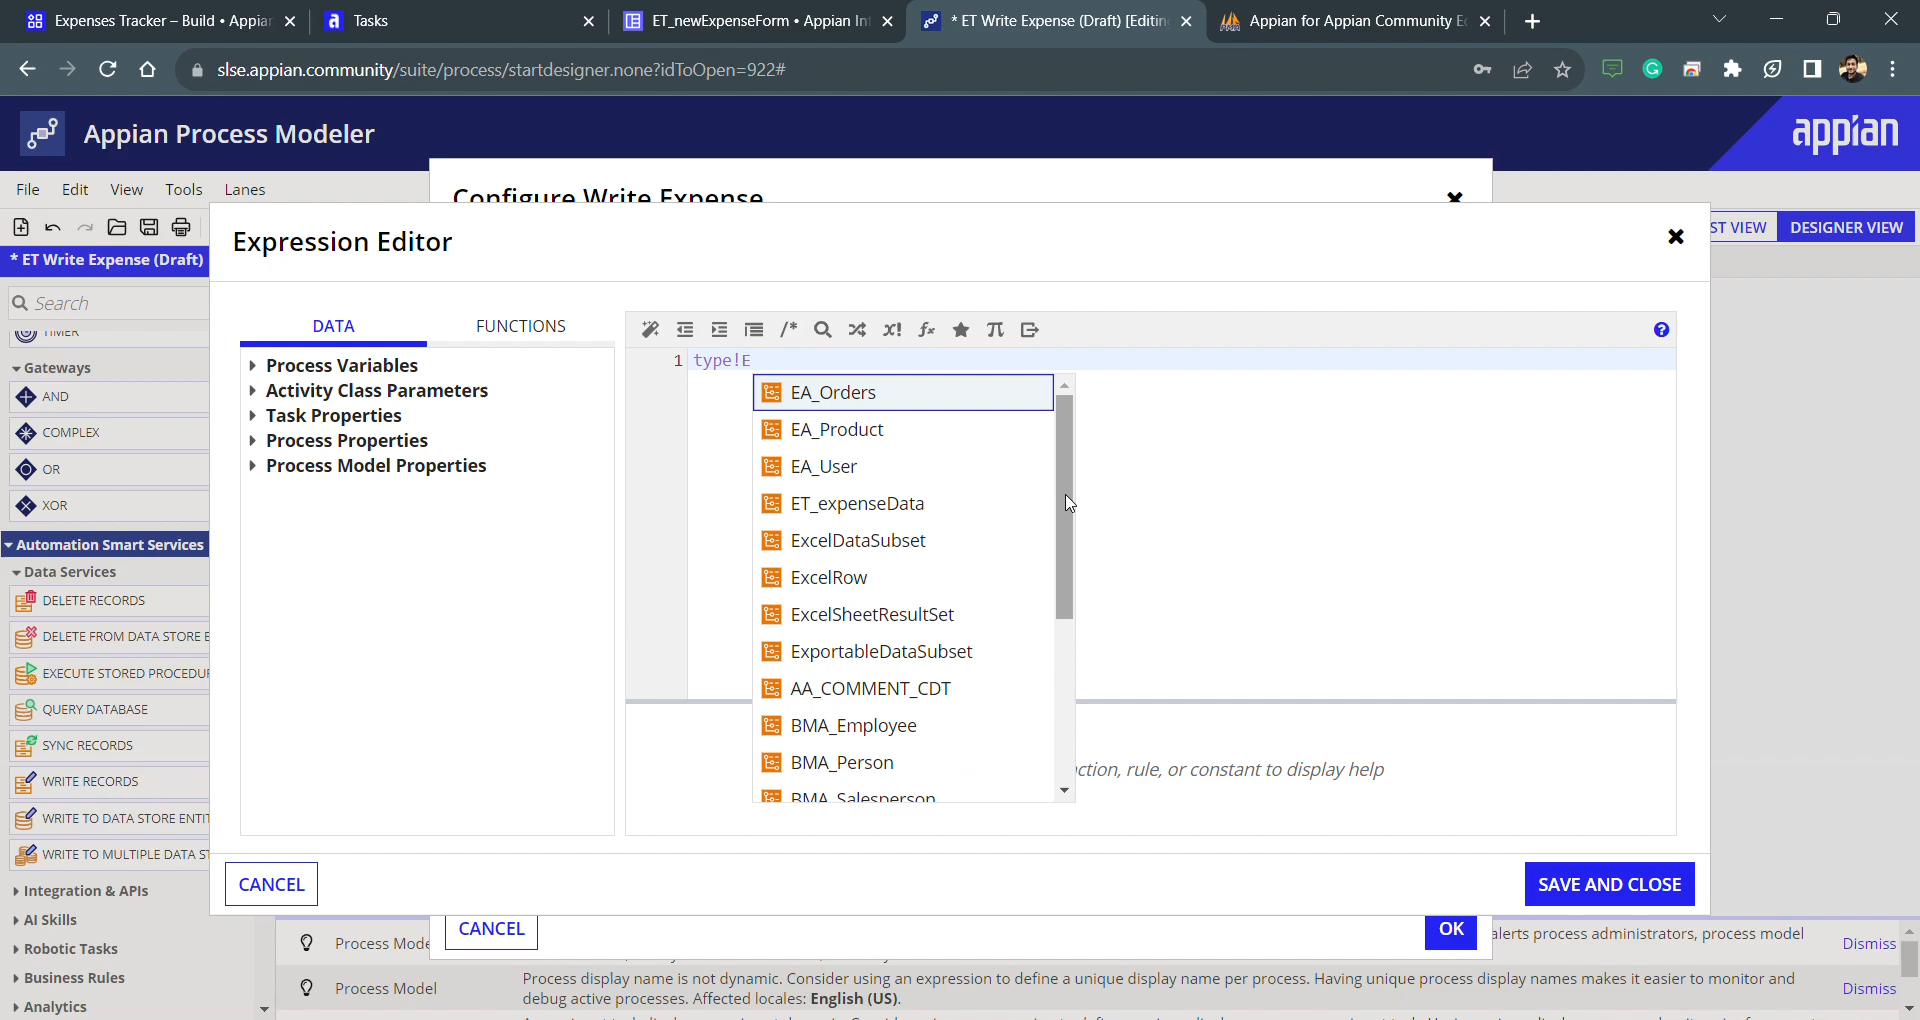 Expenses Tracker – Build • Appian
Tasks
ET_newExpenseForm • Appian In
* ET Write Expense (Draft) [Editin
Appian for Appian Community E
slse.appian.community/suite/process/startdesigner.none?idToOpen=922#
Appian Process Modeler
appian
File Edit View Tools Lanes
Configure Write Expense
Expression Editor
ST VIEW
DESIGNER VIEW
* ET Write Expense (Draft)
Search
TIMER
Gateways
AND
COMPLEX
OR
XOR
Automation Smart Services
Data Services
DELETE RECORDS
DELETE FROM DATA STORE E
EXECUTE STORED PROCEDUR
QUERY DATABASE
SYNC RECORDS
WRITE RECORDS
WRITE TO DATA STORE ENTIT
WRITE TO MULTIPLE DATA ST
Integration & APIs
AI Skills
Robotic Tasks
Business Rules
Analytics
DATA
FUNCTIONS
Process Variables
Activity Class Parameters
Task Properties
Process Properties
Process Model Properties
1 type!E
EA_Orders
EA_Product
EA_User
ET_expenseData
ExcelDataSubset
ExcelRow
ExcelSheetResultSet
ExportableDataSubset
AA_COMMENT_CDT
BMA_Employee
BMA_Person
BMA_Salesperson
ction, rule, or constant to display help
CANCEL
SAVE AND CLOSE
CANCEL
OK
Process Mode
alerts process administrators, process model
Dismiss
Process Model
Process display name is not dynamic. Consider using an expression to define a unique display name per process. Having unique process display names makes it easier to monitor and
debug active processes. Affected locales: English (US).
Dismiss